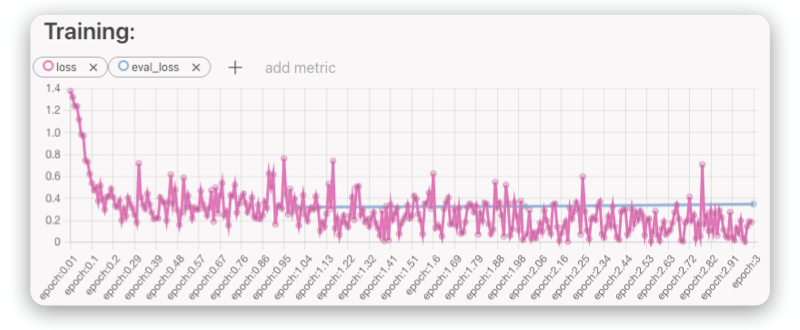 Training:
loss × eval_loss × + add metric
1.4
1.2
1.0
0.8
0.6
0.4
0.2
0
epoch:0.01 epoch:0.1 epoch:0.2 epoch:0.29 epoch:0.39 epoch:0.48 epoch:0.57 epoch:0.67 epoch:0.76 epoch:0.86 epoch:0.95 epoch:1.04 epoch:1.13 epoch:1.22 epoch:1.32 epoch:1.41 epoch:1.51 epoch:1.6 epoch:1.69 epoch:1.79 epoch:1.88 epoch:1.98 epoch:2.06 epoch:2.16 epoch:2.25 epoch:2.34 epoch:2.44 epoch:2.53 epoch:2.63 epoch:2.72 epoch:2.82 epoch:2.91 epoch:3